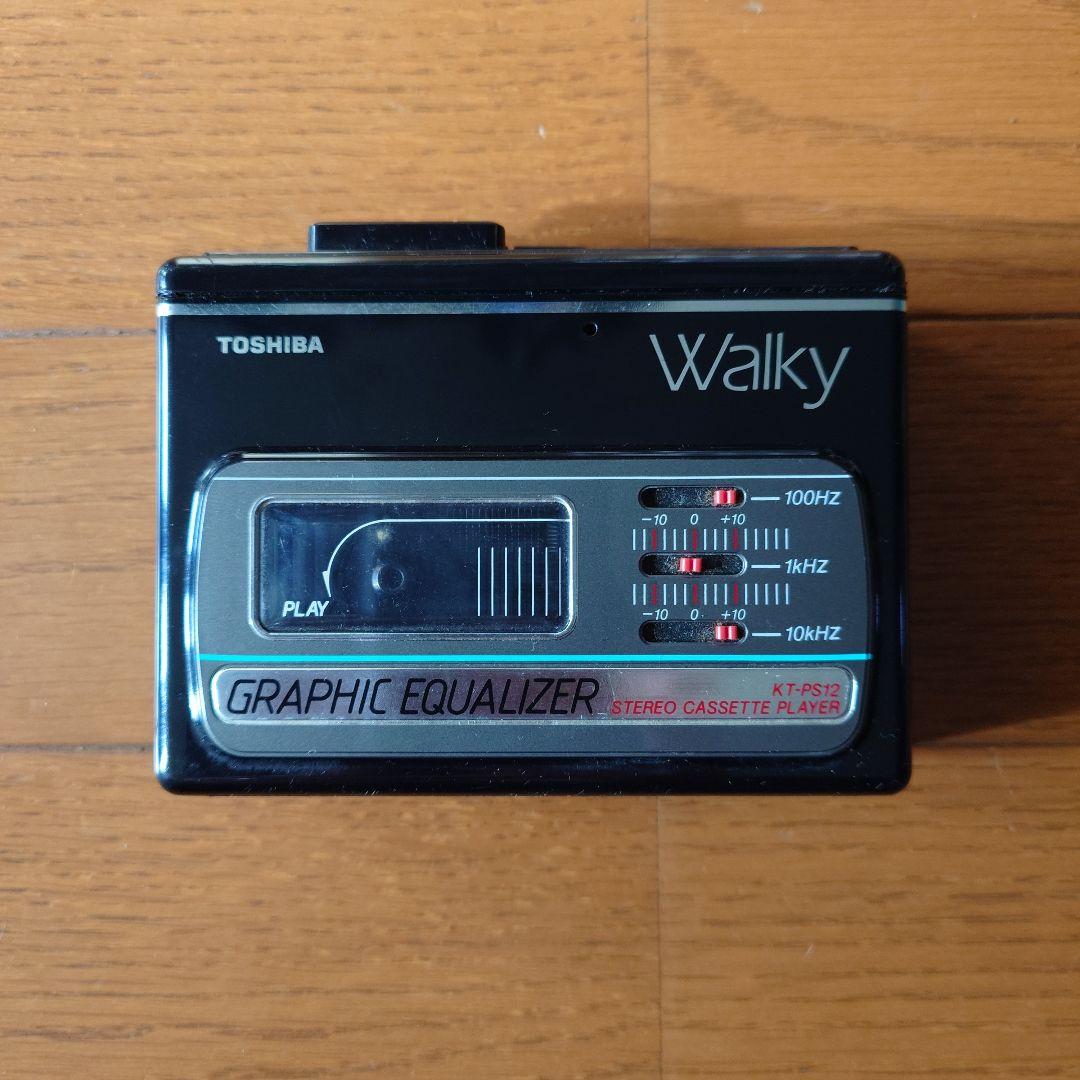 TOSHIBA
Walky
100HZ
-10 0 +10
1kHZ
-10 0 +10
10kHZ
PLAY
GRAPHIC EQUALIZER
KT-PS12
STEREO CASSETTE PLAYER